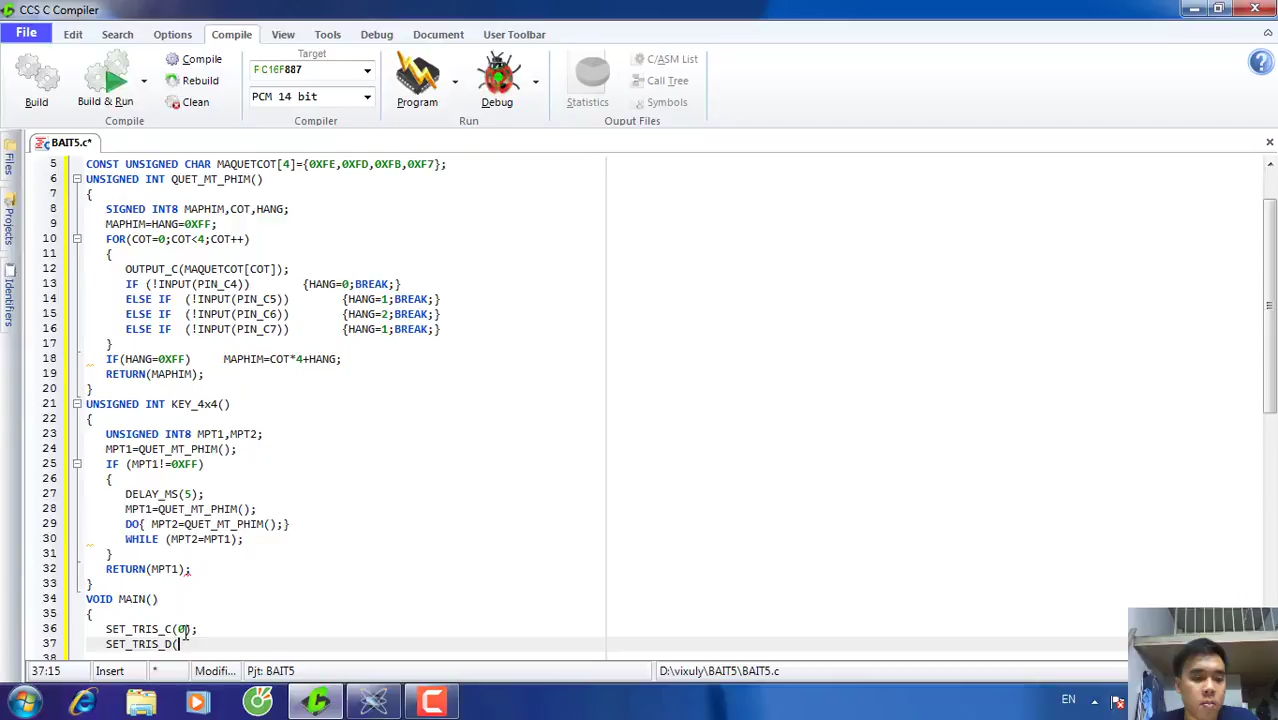 CCS C Compiler
File Edit Search Options Compile View Tools Debug Document User Toolbar
Build
Build & Run
Compile
Rebuild
Clean
Compile
Target
PIC16F887
PCM 14 bit
Compiler
Program
Debug
Run
Statistics
C/ASM List
Call Tree
Symbols
Ouput Files
Files
Projects
Identifiers
BAIT5.c*
5 CONST UNSIGNED CHAR MAQUETCOT[4]={0XFE,0XFD,0XFB,0XF7};
6 UNSIGNED INT QUET_MT_PHIM()
7 {
8 SIGNED INT8 MAPHIM,COT,HANG;
9 MAPHIM=HANG=0XFF;
10 FOR(COT=0;COT<4;COT++)
11 {
12 OUTPUT_C(MAQUETCOT[COT]);
13 IF (!INPUT(PIN_C4)) {HANG=0;BREAK;}
14 ELSE IF (!INPUT(PIN_C5)) {HANG=1;BREAK;}
15 ELSE IF (!INPUT(PIN_C6)) {HANG=2;BREAK;}
16 ELSE IF (!INPUT(PIN_C7)) {HANG=1;BREAK;}
17 }
18 IF(HANG=0XFF) MAPHIM=COT*4+HANG;
19 RETURN(MAPHIM);
20 }
21 UNSIGNED INT KEY_4x4()
22 {
23 UNSIGNED INT8 MPT1,MPT2;
24 MPT1=QUET_MT_PHIM();
25 IF (MPT1!=0XFF)
26 {
27 DELAY_MS(5);
28 MPT1=QUET_MT_PHIM();
29 DO{ MPT2=QUET_MT_PHIM();}
30 WHILE (MPT2=MPT1);
31 }
32 RETURN(MPT1);
33 }
34 VOID MAIN()
35 {
36 SET_TRIS_C(0);
37 SET_TRIS_D(
38
37:15 Insert * Modifi... Pjt: BAIT5 D:\vixuly\BAIT5\BAIT5.c
EN